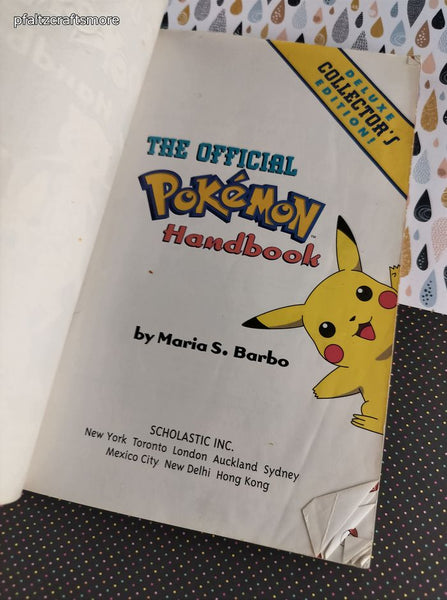 pfaltzcraftsmore
DELUXE
COLLECTOR'S
EDITION!
THE OFFICIAL
POKéMON™
Handbook
by Maria S. Barbo
SCHOLASTIC INC.
New York Toronto London Auckland Sydney
Mexico City New Delhi Hong Kong